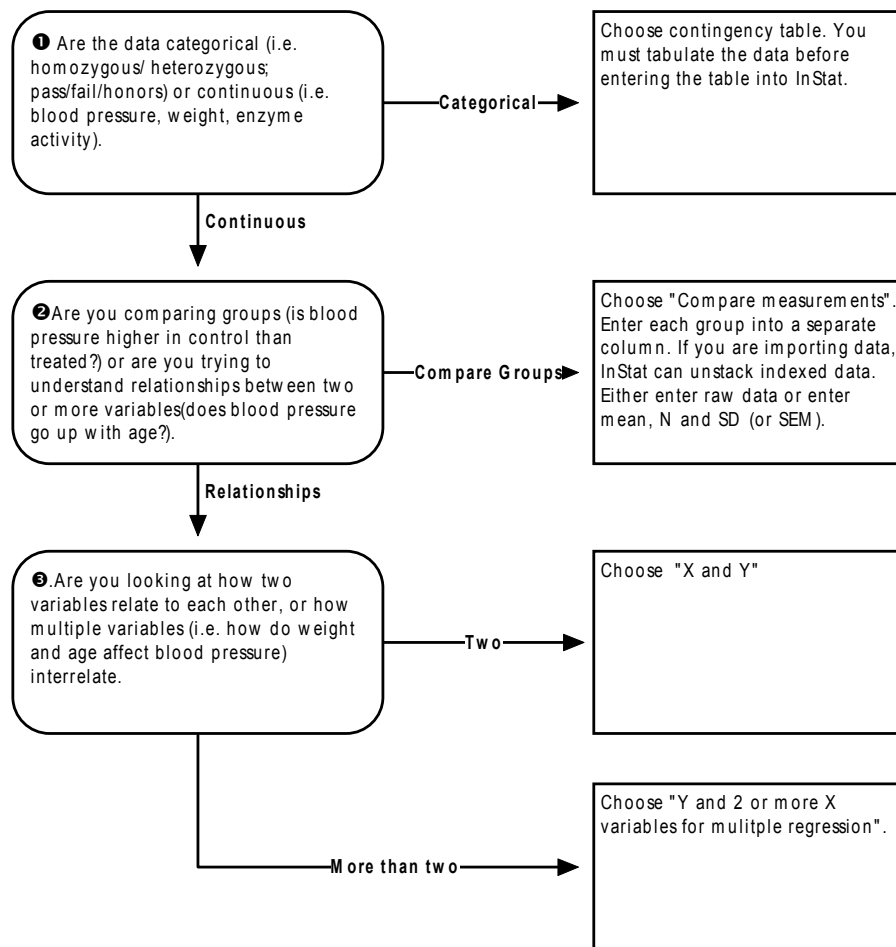 ❶ Are the data categorical (i.e.
homozygous/ heterozygous;
pass/fail/honors) or continuous (i.e.
blood pressure, weight, enzyme
activity).
Categorical
Choose contingency table. You
must tabulate the data before
entering the table into InStat.
Continuous
❷Are you comparing groups (is blood
pressure higher in control than
treated?) or are you trying to
understand relationships between two
or more variables(does blood pressure
go up with age?).
Compare Groups
Choose "Compare measurements".
Enter each group into a separate
column. If you are importing data,
InStat can unstack indexed data.
Either enter raw data or enter
mean, N and SD (or SEM).
Relationships
❸.Are you looking at how two
variables relate to each other, or how
multiple variables (i.e. how do weight
and age affect blood pressure)
interrelate.
Two
Choose "X and Y"
More than two
Choose "Y and 2 or more X
variables for mulitple regression".